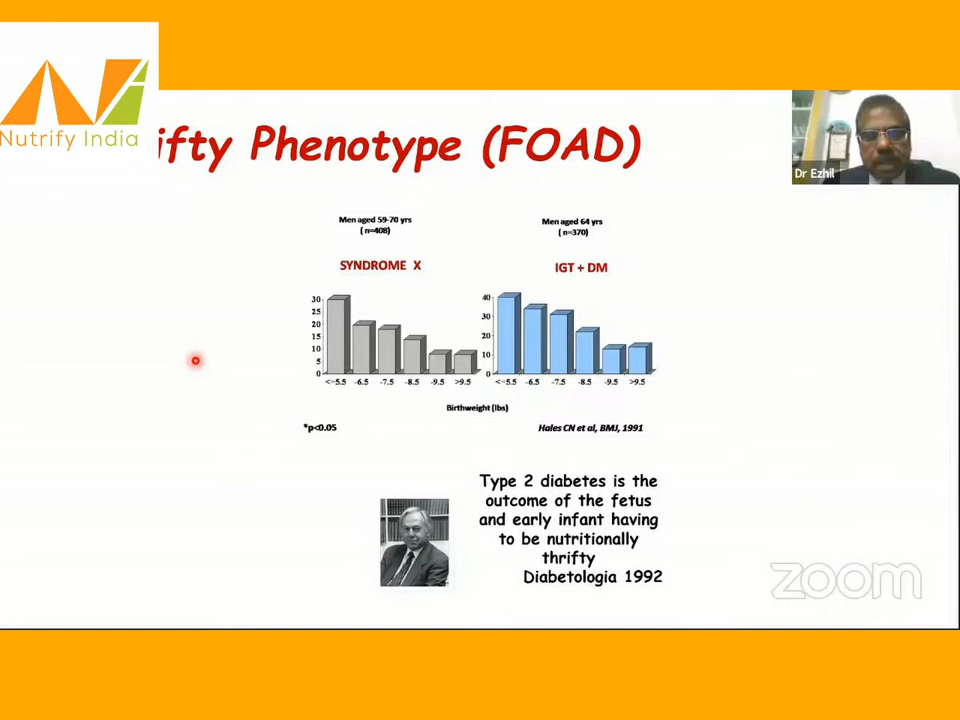 Nutrify India
ifty Phenotype (FOAD)
Dr Ezhil
Men aged 59-70 yrs
( n=408)
SYNDROME X
30
25
20
15
10
5
0
<=5.5 -6.5 -7.5 -8.5 -9.5 >9.5
Men aged 64 yrs
(n=370)
IGT + DM
40
30
20
10
0
<=5.5 -6.5 -7.5 -8.5 -9.5 >9.5
Birthweight (lbs)
*p<0.05
Hales CN et al, BMJ, 1991
Type 2 diabetes is the
outcome of the fetus
and early infant having
to be nutritionally
thrifty
Diabetologia 1992
zoom